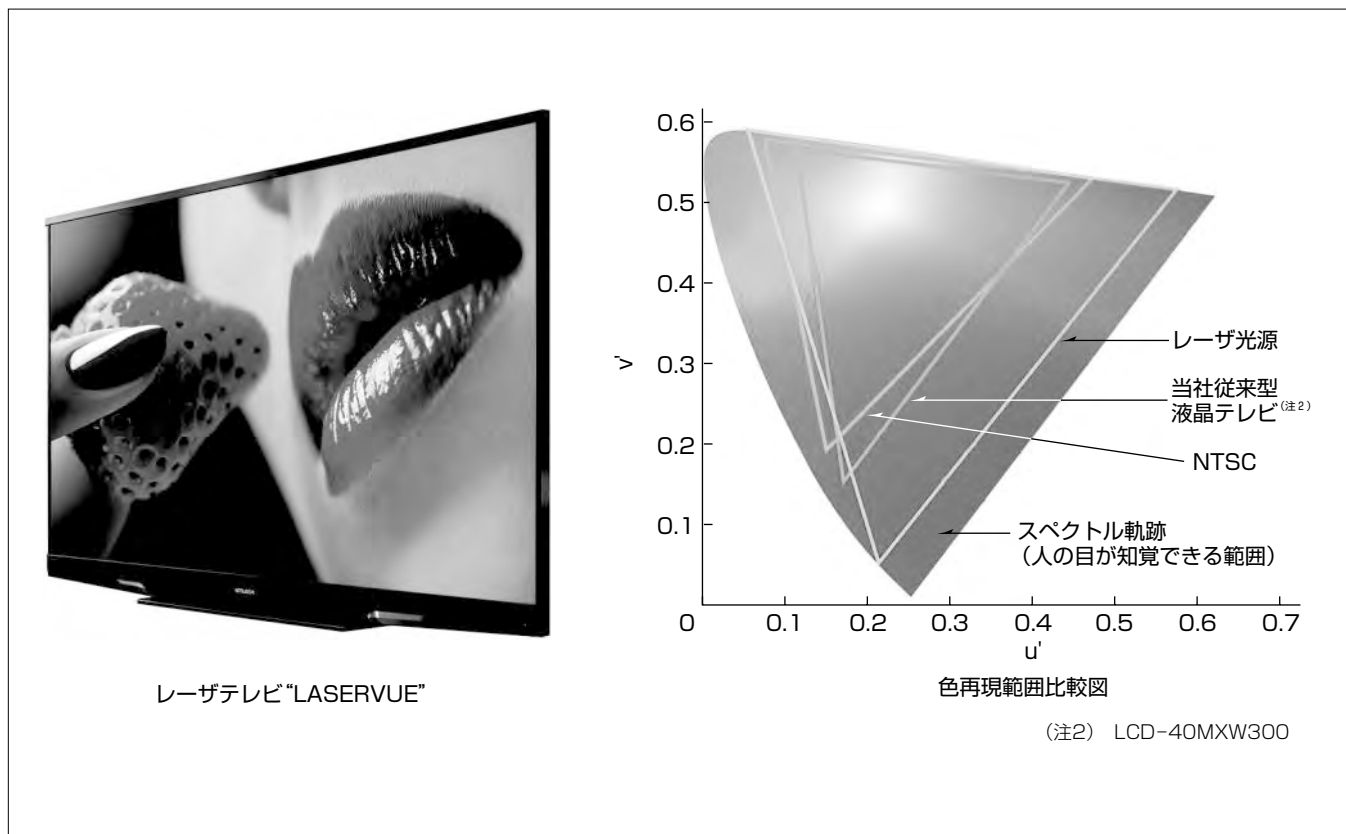 レーザテレビ“LASERVUE”
0.6
0.5
0.4
0.3
0.2
0.1
0
v'
0.1
0.2
0.3
0.4
0.5
0.6
0.7
u'
レーザ光源
当社従来型
液晶テレビ(注2)
NTSC
スペクトル軌跡
（人の目が知覚できる範囲）
色再現範囲比較図
（注2） LCD-40MXW300